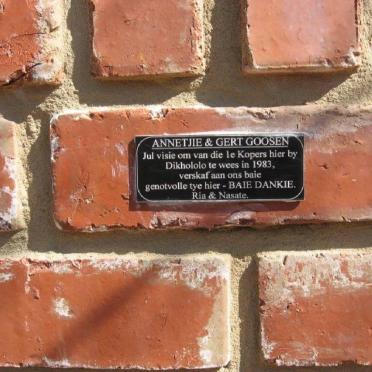 ANNETJIE & GERT GOOSEN
Jul visie om van die 1e Kopers hier by
Dikhololo te wees in 1983,
verskaf aan ons baie
genotvolle tye hier - BAIE DANKIE.
Ria & Nasate.